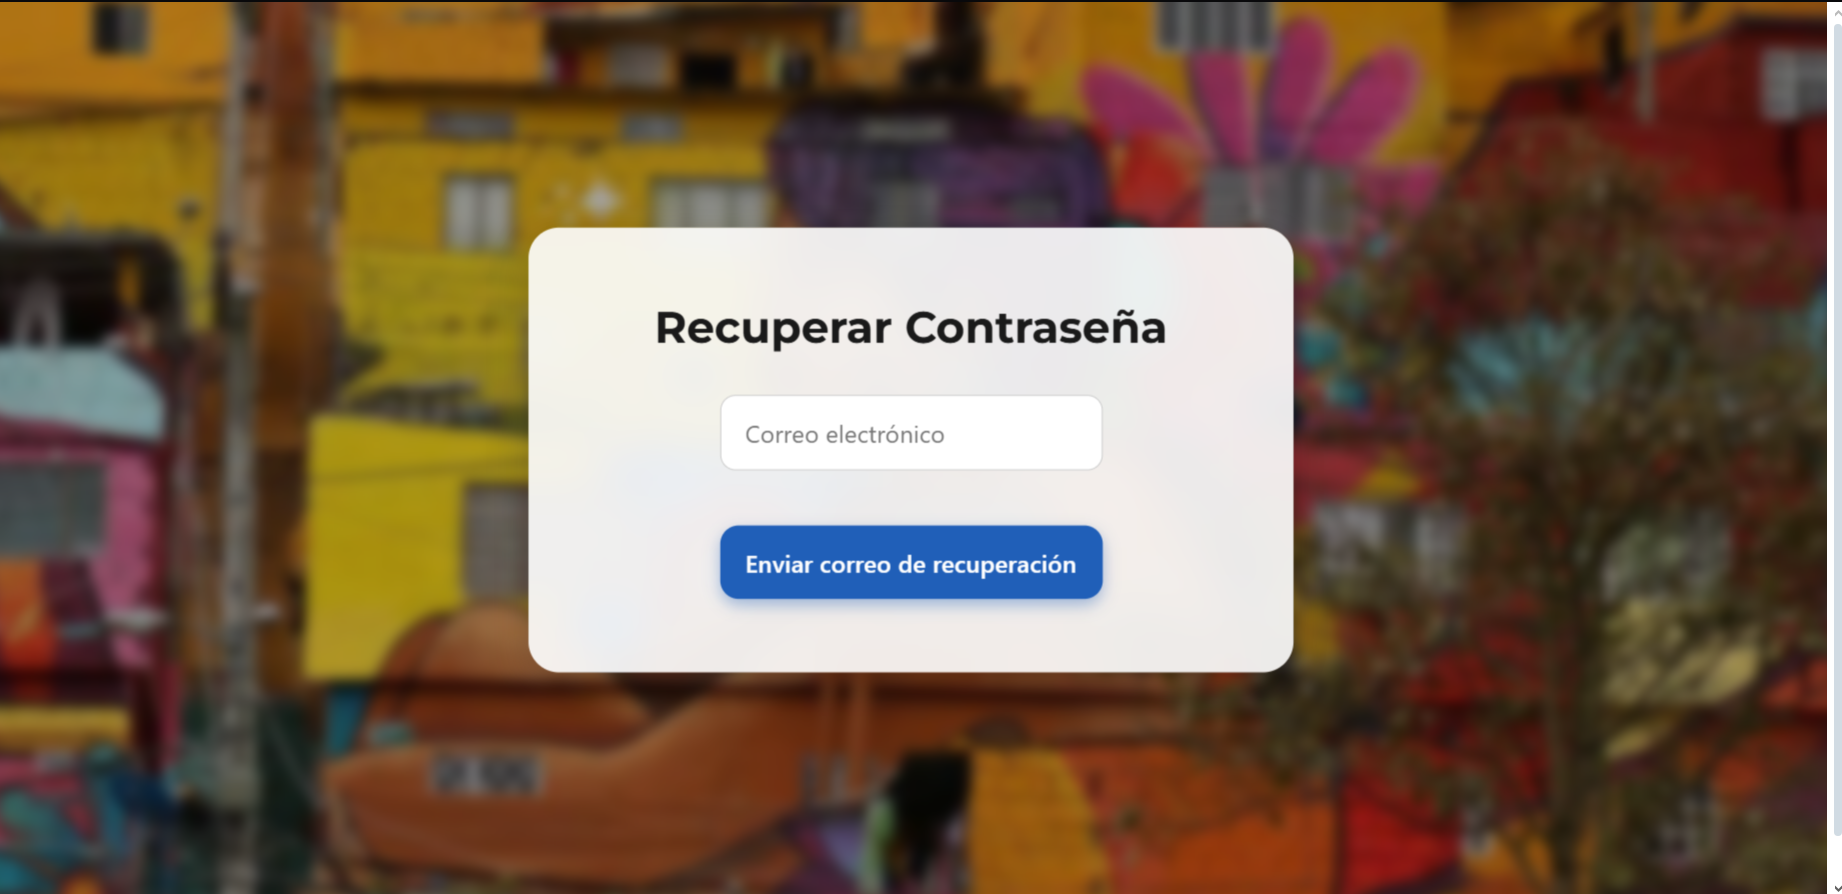 Recuperar Contraseña
Correo electrónico
Enviar correo de recuperación